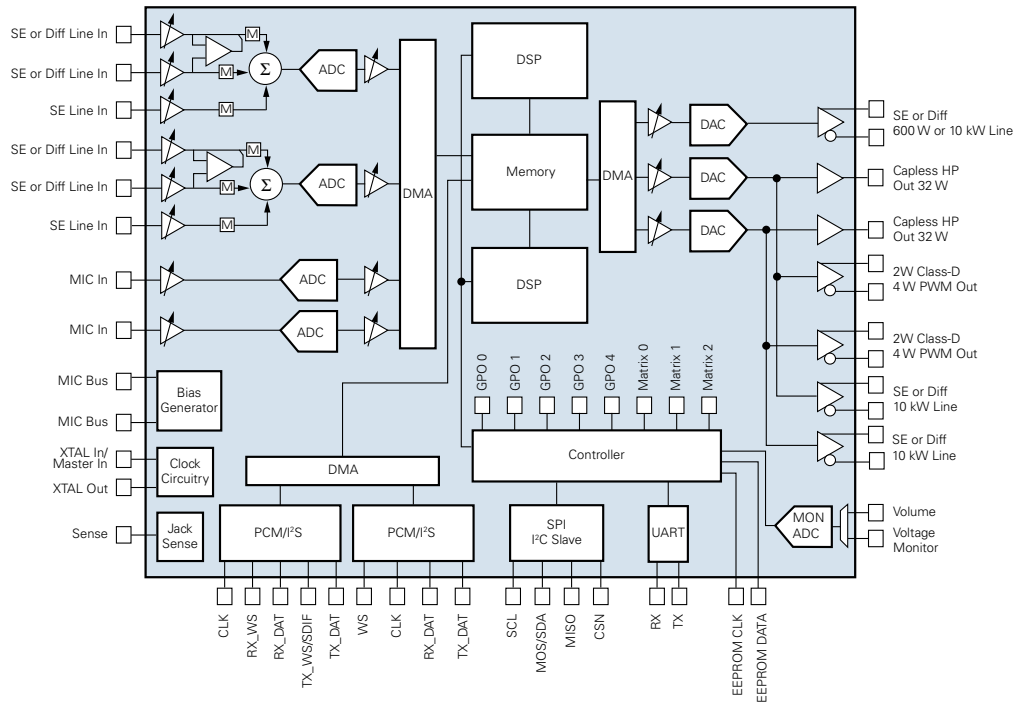 SE or Diff Line In
M
SE or Diff Line In
M
Σ
ADC
SE Line In
M
SE or Diff Line In
M
SE or Diff Line In
M
Σ
ADC
SE Line In
M
MIC In
ADC
MIC In
ADC
DMA
DSP
Memory
DSP
DMA
DAC
DAC
DAC
SE or Diff
600 W or 10 kW Line
Capless HP
Out 32 W
Capless HP
Out 32 W
2W Class-D
4 W PWM Out
2W Class-D
4 W PWM Out
SE or Diff
10 kW Line
SE or Diff
10 kW Line
MIC Bus
MIC Bus
Bias
Generator
XTAL In/
Master In
XTAL Out
Clock
Circuitry
Sense
Jack
Sense
GPO 0
GPO 1
GPO 2
GPO 3
GPO 4
Matrix 0
Matrix 1
Matrix 2
Controller
DMA
PCM/I²S
PCM/I²S
SPI
I²C Slave
UART
MON
ADC
Volume
Voltage
Monitor
CLK
RX_WS
RX_DAT
TX_WS/SDIF
TX_DAT
WS
CLK
RX_DAT
TX_DAT
SCL
MOS/SDA
MISO
CSN
RX
TX
EEPROM CLK
EEPROM DATA